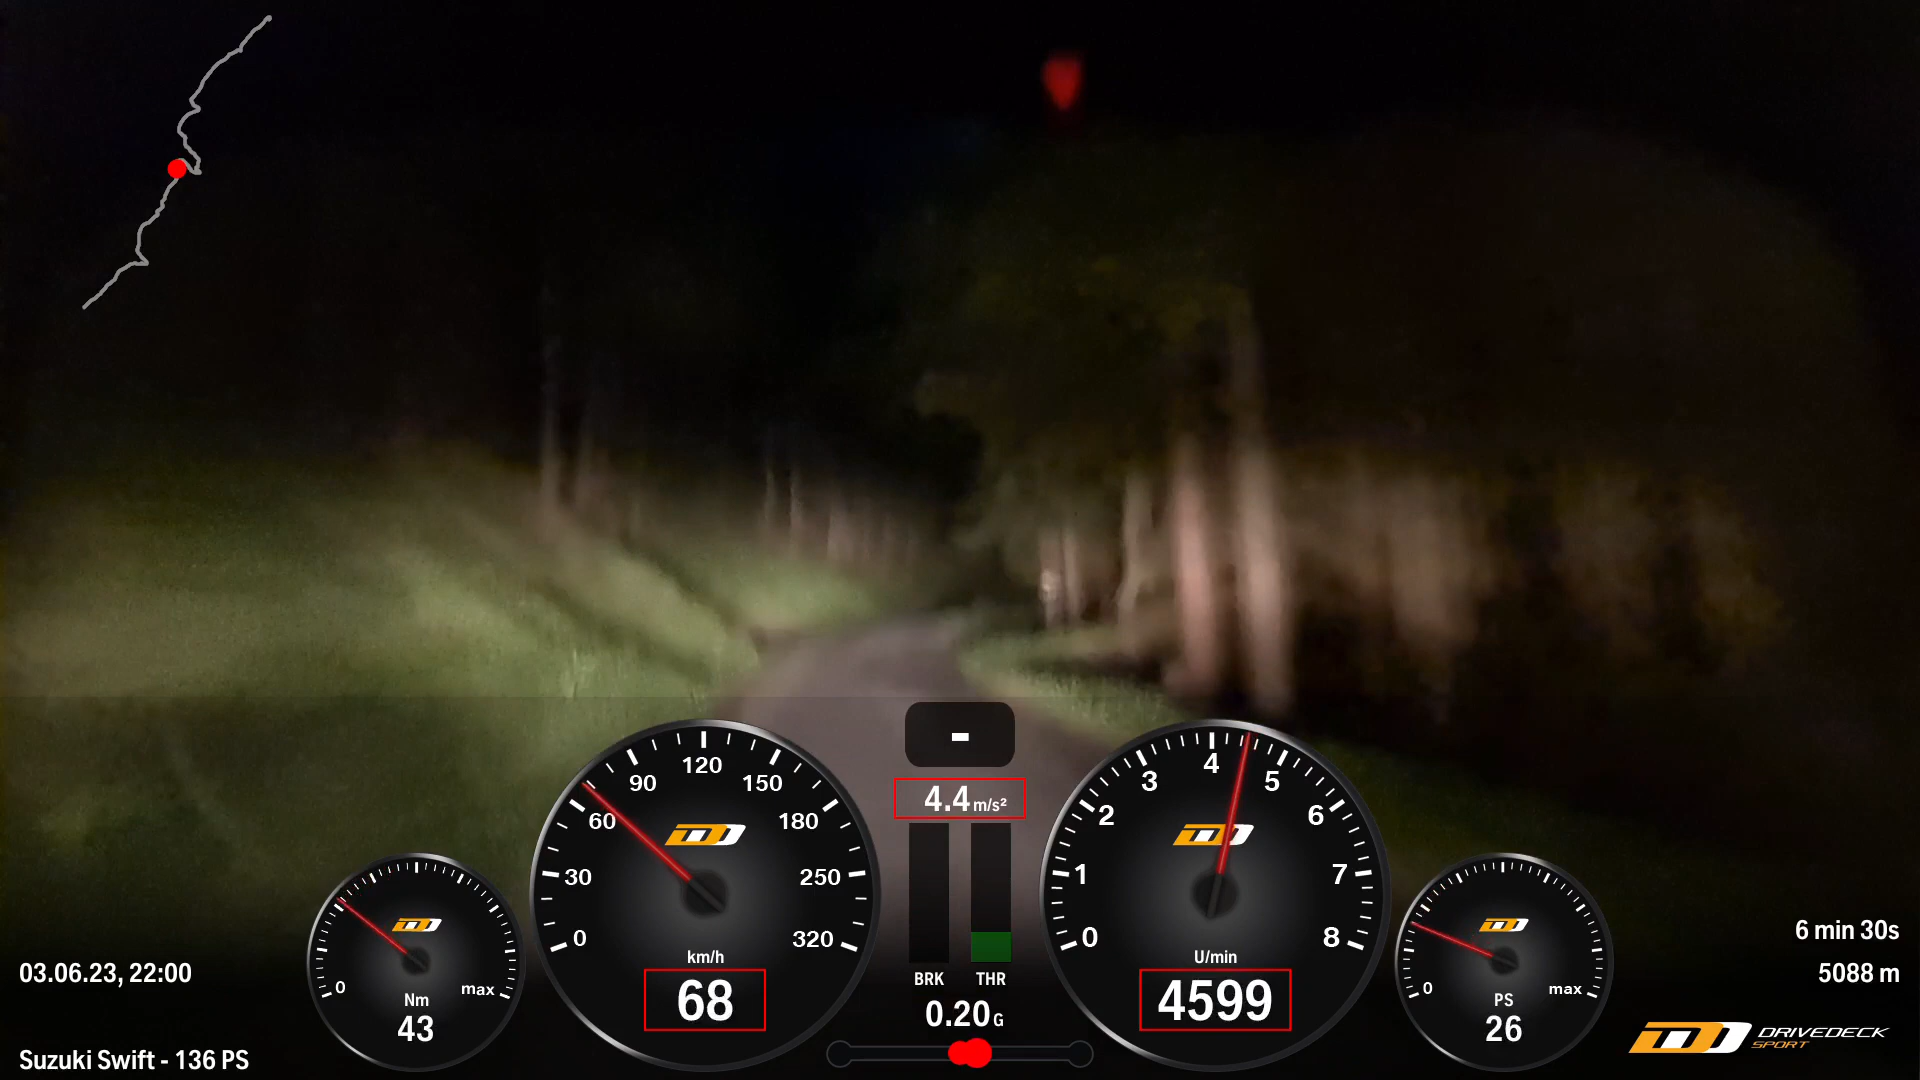 -
4.4 m/s²
BRK THR
0.20 G
0 30 60 90 120 150 180 250 320
km/h
68
0 1 2 3 4 5 6 7 8
U/min
4599
0 max
Nm
43
0 max
PS
26
03.06.23, 22:00
Suzuki Swift - 136 PS
6 min 30s
5088 m
DRIVEDECK
SPORT